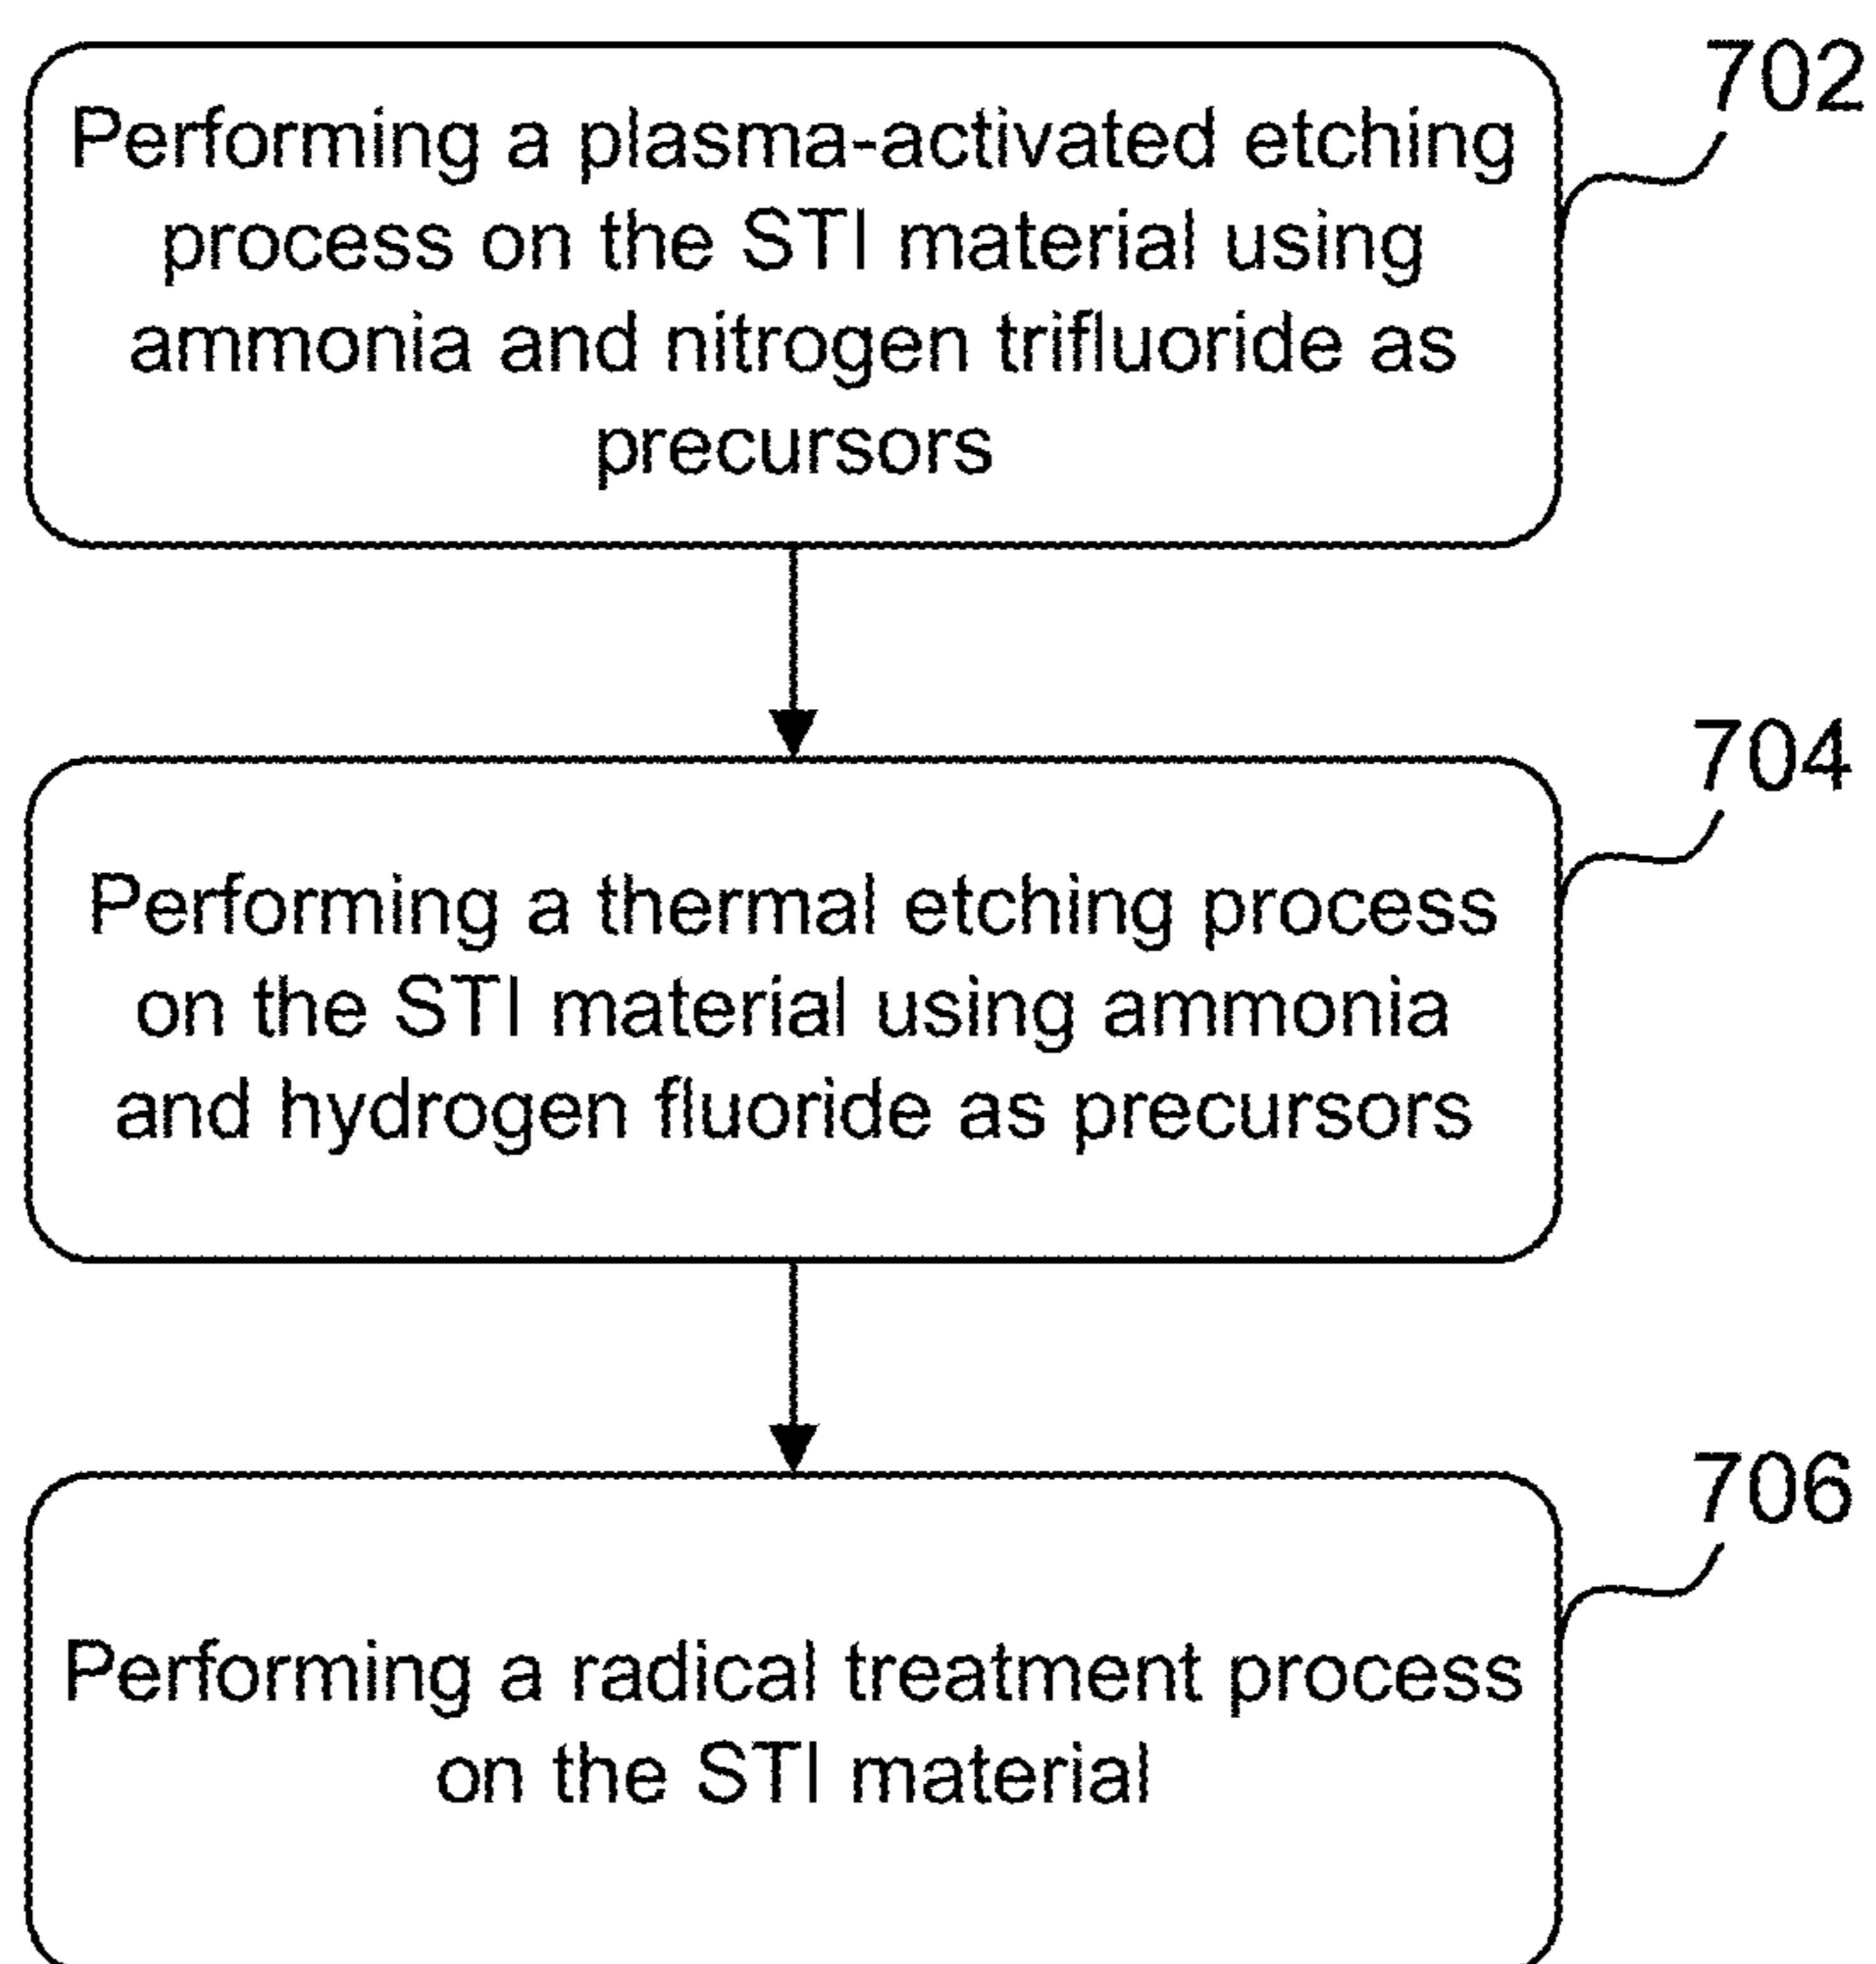 702
Performing a plasma-activated etching
process on the STI material using
ammonia and nitrogen trifluoride as
precursors
704
Performing a thermal etching process
on the STI material using ammonia
and hydrogen fluoride as precursors
706
Performing a radical treatment process
on the STI material